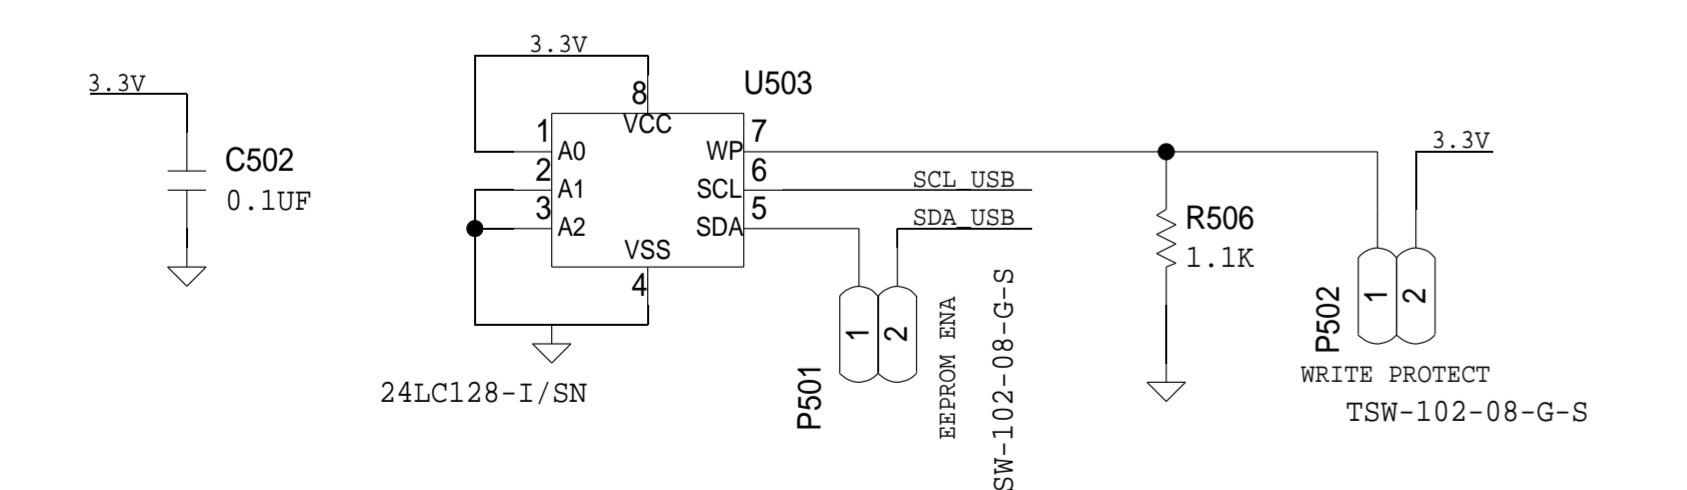 3.3V
C502
0.1UF
3.3V
U503
8
VCC
1
A0
2
A1
3
A2
VSS
4
WP
7
SCL
6
SDA
5
24LC128-I/SN
SCL_USB
SDA_USB
1
2
P501
EEPROM ENA
SW-102-08-G-S
R506
1.1K
3.3V
1
2
P502
WRITE PROTECT
TSW-102-08-G-S